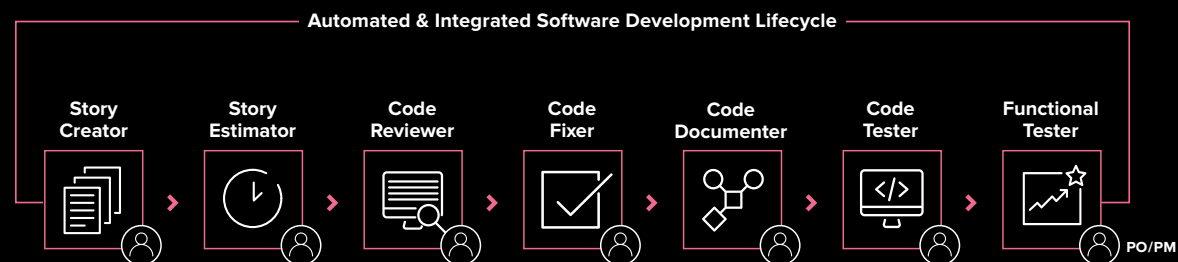 Automated & Integrated Software Development Lifecycle
Story
Creator
Story
Estimator
Code
Reviewer
Code
Fixer
Code
Documenter
Code
Tester
Functional
Tester
</>
PO/PM